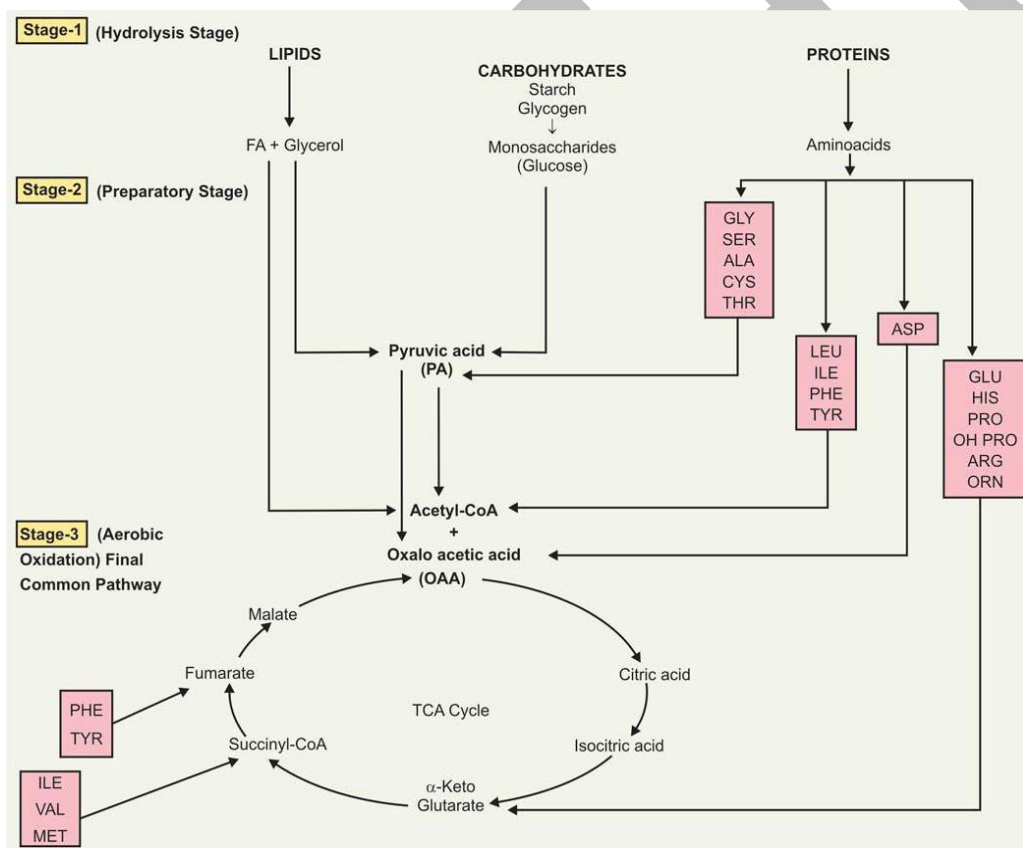 Stage-1 (Hydrolysis Stage)
LIPIDS
CARBOHYDRATES
Starch
Glycogen
↓
Monosaccharides
(Glucose)
PROTEINS
FA + Glycerol
Aminoacids
Stage-2 (Preparatory Stage)
GLY
SER
ALA
CYS
THR
LEU
ILE
PHE
TYR
ASP
GLU
HIS
PRO
OH PRO
ARG
ORN
Pyruvic acid
(PA)
Acetyl-CoA
+
Oxalo acetic acid
(OAA)
Stage-3 (Aerobic
Oxidation) Final
Common Pathway
Malate
Fumarate
PHE
TYR
Succinyl-CoA
ILE
VAL
MET
TCA Cycle
Citric acid
Isocitric acid
α-Keto
Glutarate